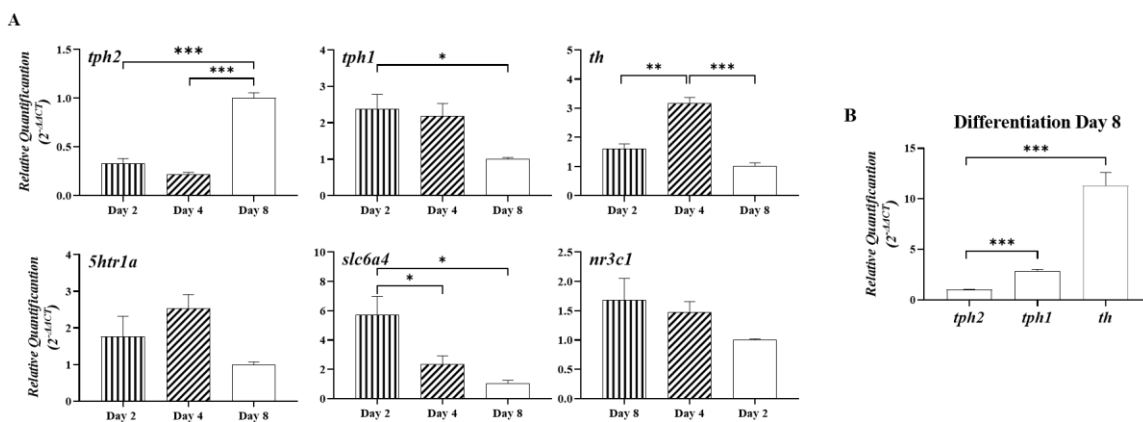 A
tph2
tph1
th
Relative Quantificantion
(2^-ΔΔCT)
1.5
1.0
0.5
0.0
***
***
Day 2
Day 4
Day 8
4
3
2
1
0
*
Day 2
Day 4
Day 8
5
4
3
2
1
0
**
***
Day 2
Day 4
Day 8
5htr1a
slc6a4
nr3c1
Relative Quantification
(2^-ΔΔCT)
4
3
2
1
0
Day 2
Day 4
Day 8
10
8
6
4
2
0
*
*
Day 2
Day 4
Day 8
2.5
2.0
1.5
1.0
0.5
0.0
Day 8
Day 4
Day 2
B
Differentiation Day 8
Relative Quantification
(2^-ΔΔCT)
15
10
5
0
***
***
tph2
tph1
th